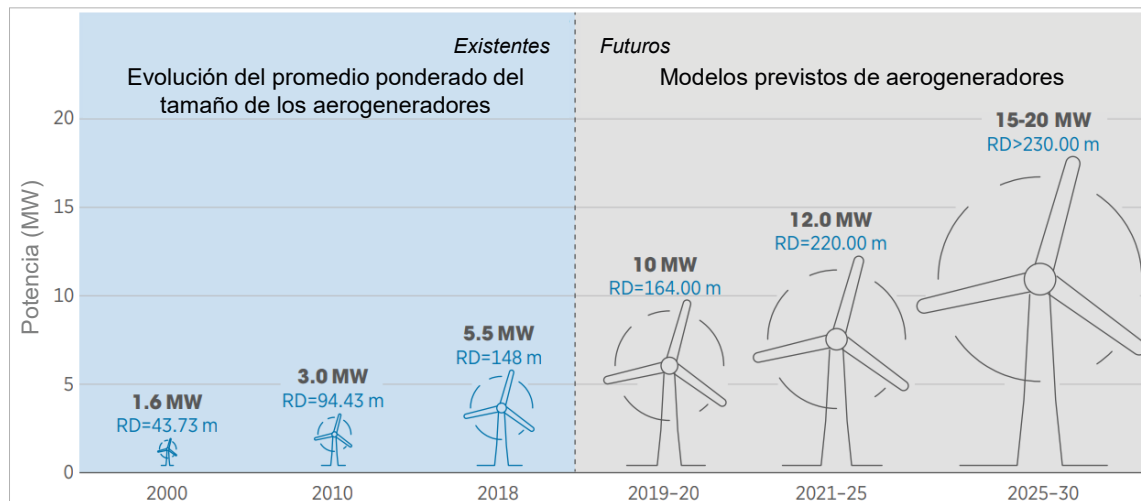 Existentes
Futuros
Evolución del promedio ponderado del
tamaño de los aerogeneradores
Modelos previstos de aerogeneradores
Potencia (MW)
20
15
10
5
0
1.6 MW
RD=43.73 m
3.0 MW
RD=94.43 m
5.5 MW
RD=148 m
10 MW
RD=164.00 m
12.0 MW
RD=220.00 m
15-20 MW
RD>230.00 m
2000
2010
2018
2019-20
2021-25
2025-30